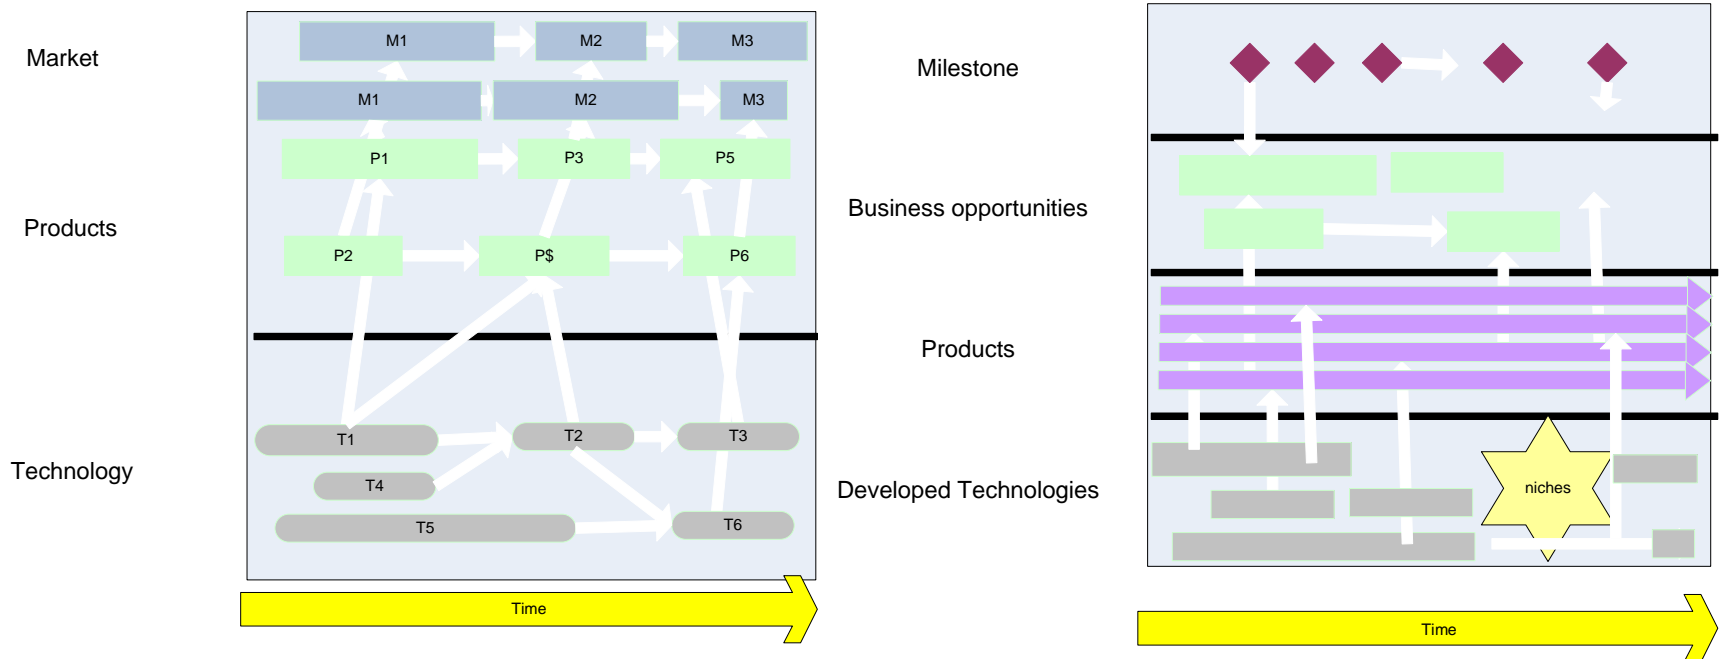 Market
M1
M2
M3
M1
M2
M3
Products
P1
P3
P5
P2
P$
P6
Technology
T1
T2
T3
T4
T5
T6
Time
Milestone
Business opportunities
Products
Developed Technologies
niches
Time